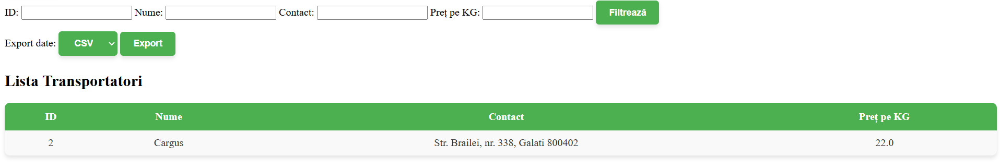 ID: Nume: Contact: Preț pe KG: Filtrează
Export date: CSV Export
Lista Transportatori
ID Nume Contact Preț pe KG
2 Cargus Str. Brailei, nr. 338, Galati 800402 22.0